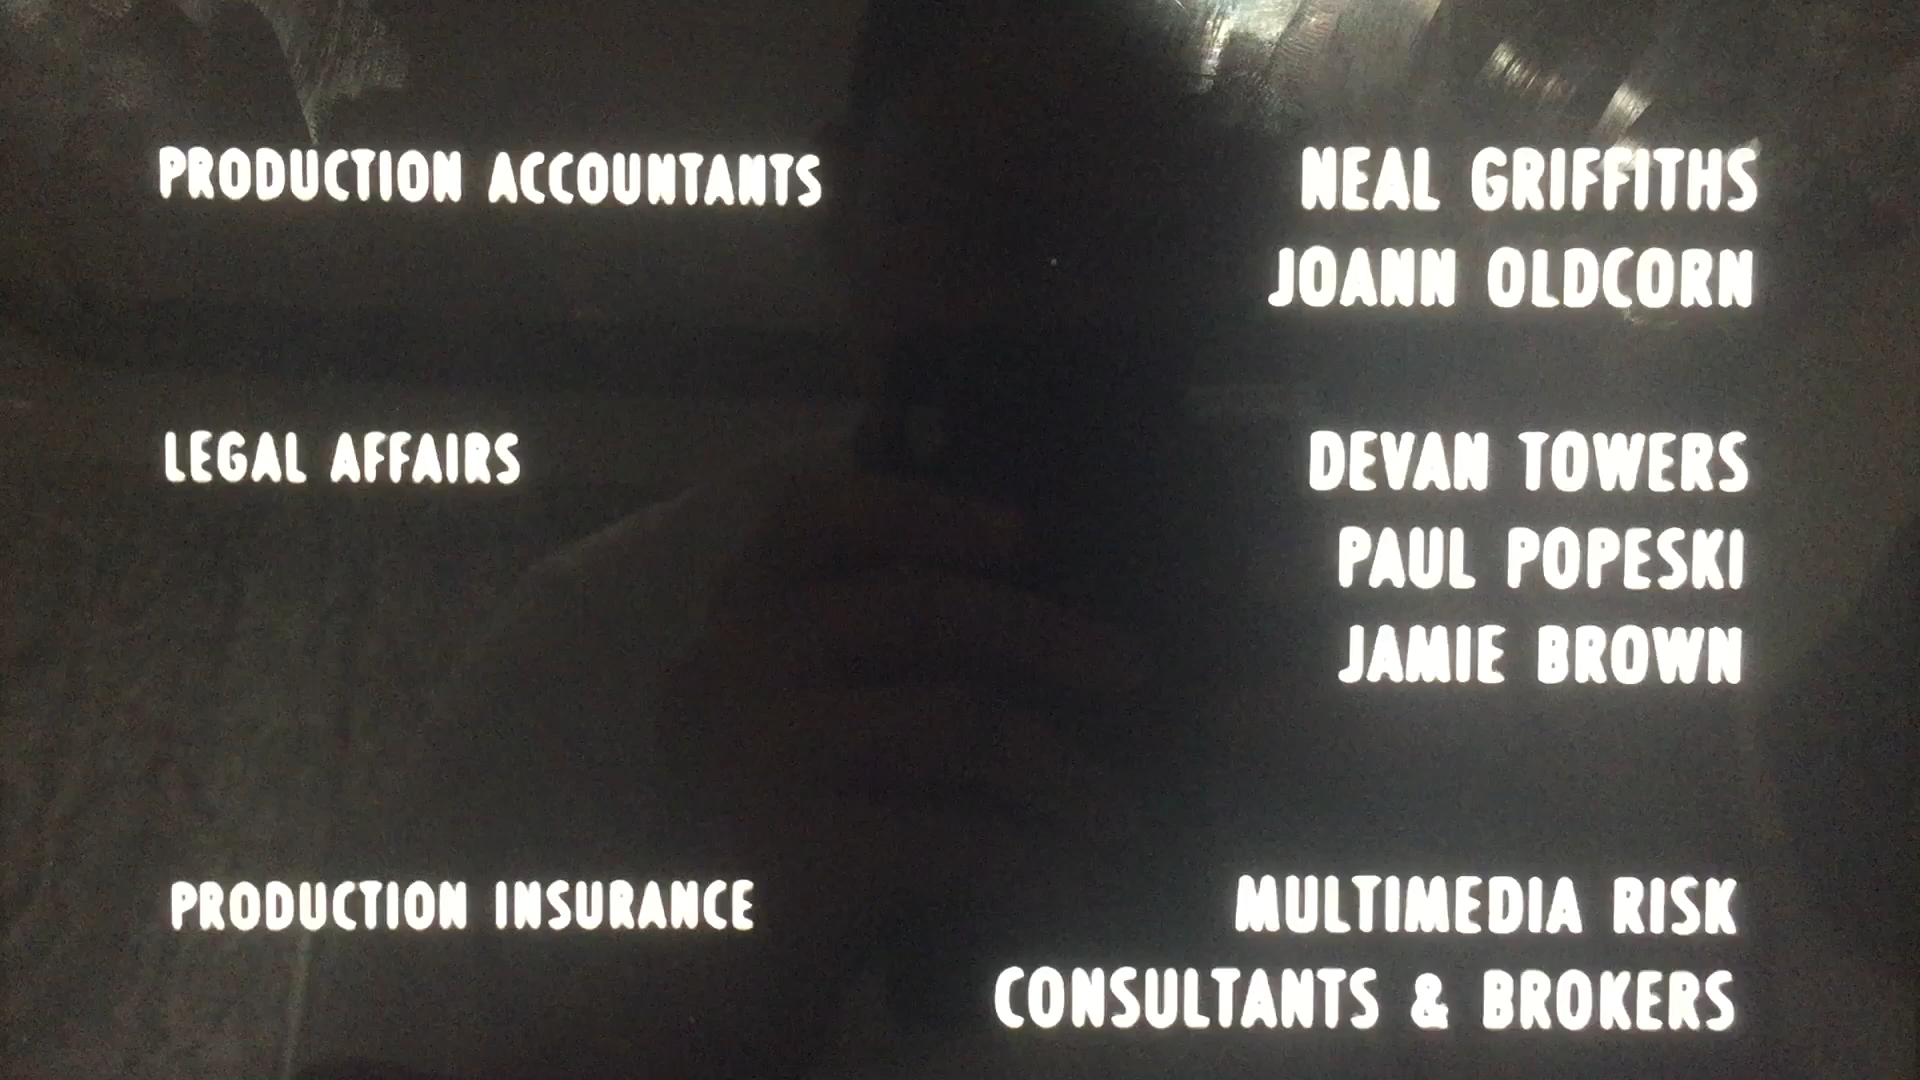 PRODUCTION ACCOUNTANTS NEAL GRIFFITHS
JOANN OLDCORN
LEGAL AFFAIRS DEVAN TOWERS
PAUL POPESKI
JAMIE BROWN
PRODUCTION INSURANCE MULTIMEDIA RISK
CONSULTANTS & BROKERS